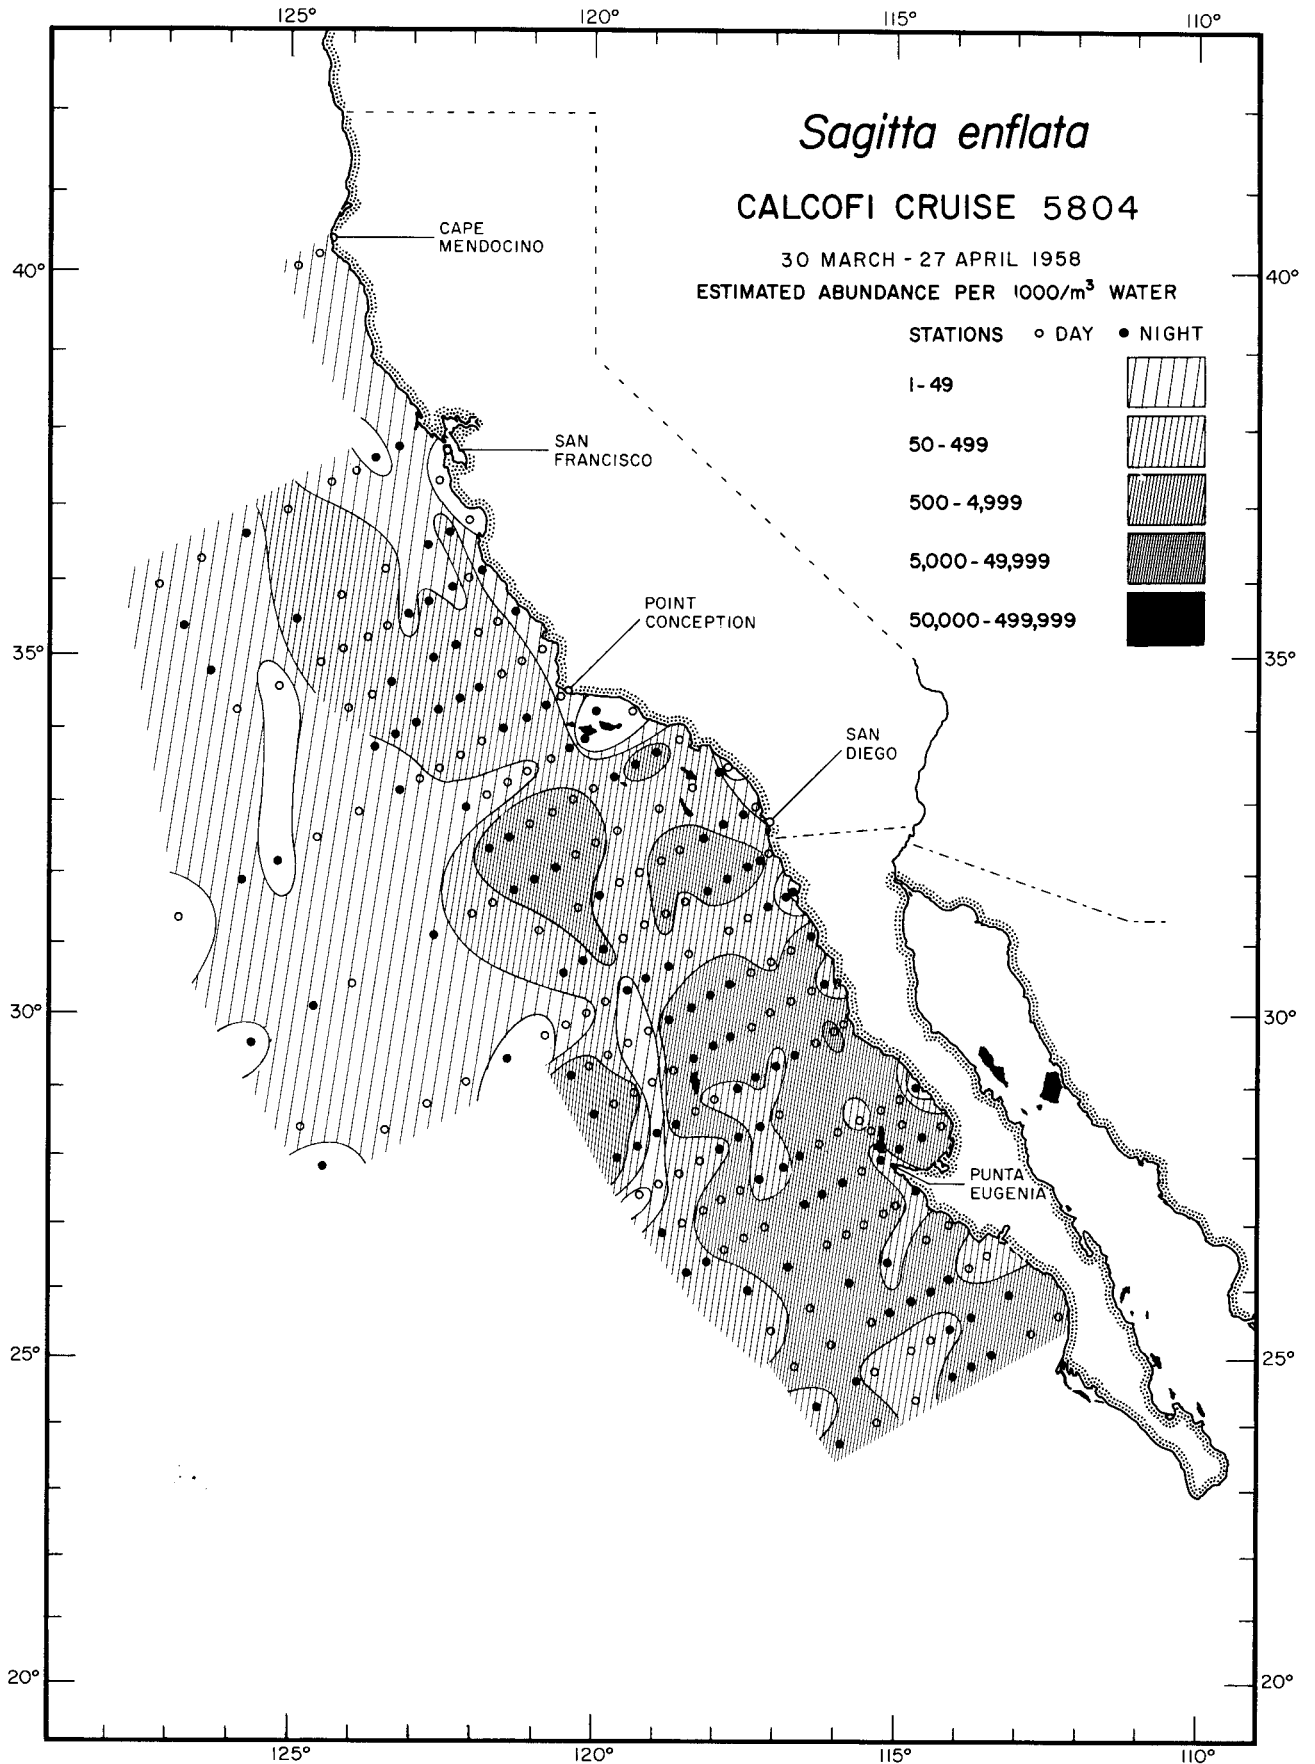 125° 120° 115° 110°
Sagitta enflata
CALCOFI CRUISE 5804
30 MARCH - 27 APRIL 1958
ESTIMATED ABUNDANCE PER 1000/m³ WATER
STATIONS ○ DAY ● NIGHT
1-49
50-499
500-4,999
5,000-49,999
50,000-499,999
CAPE
MENDOCINO
40° 40°
SAN
FRANCISCO
POINT
CONCEPTION
35° 35°
SAN
DIEGO
30° 30°
PUNTA
EUGENIA
25° 25°
20° 20°
125° 120° 115° 110°